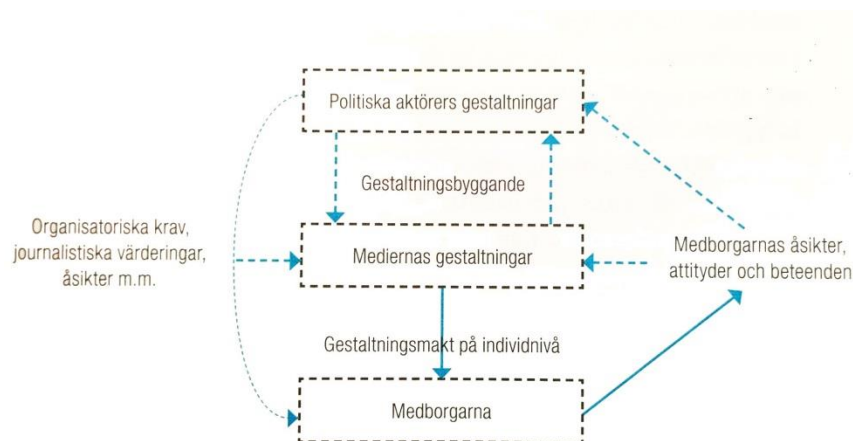 Politiska aktörers gestaltningar
Gestaltningsbyggande
Organisatoriska krav,
journalistiska värderingar,
åsikter m.m.
Mediernas gestaltningar
Medborgarnas åsikter,
attityder och beteenden
Gestaltningsmakt på individnivå
Medborgarna